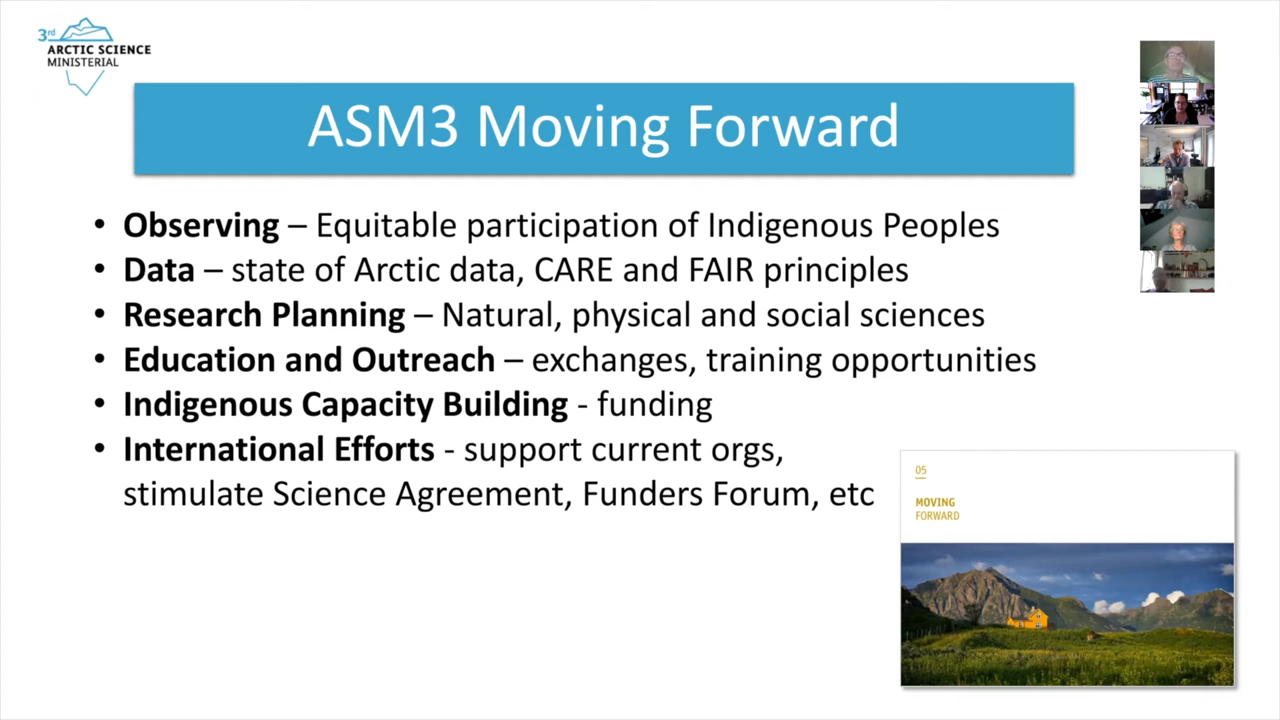 3rd
ARCTIC SCIENCE
MINISTERIAL
ASM3 Moving Forward
• Observing – Equitable participation of Indigenous Peoples
• Data – state of Arctic data, CARE and FAIR principles
• Research Planning – Natural, physical and social sciences
• Education and Outreach – exchanges, training opportunities
• Indigenous Capacity Building - funding
• International Efforts - support current orgs,
stimulate Science Agreement, Funders Forum, etc
05
MOVING
FORWARD